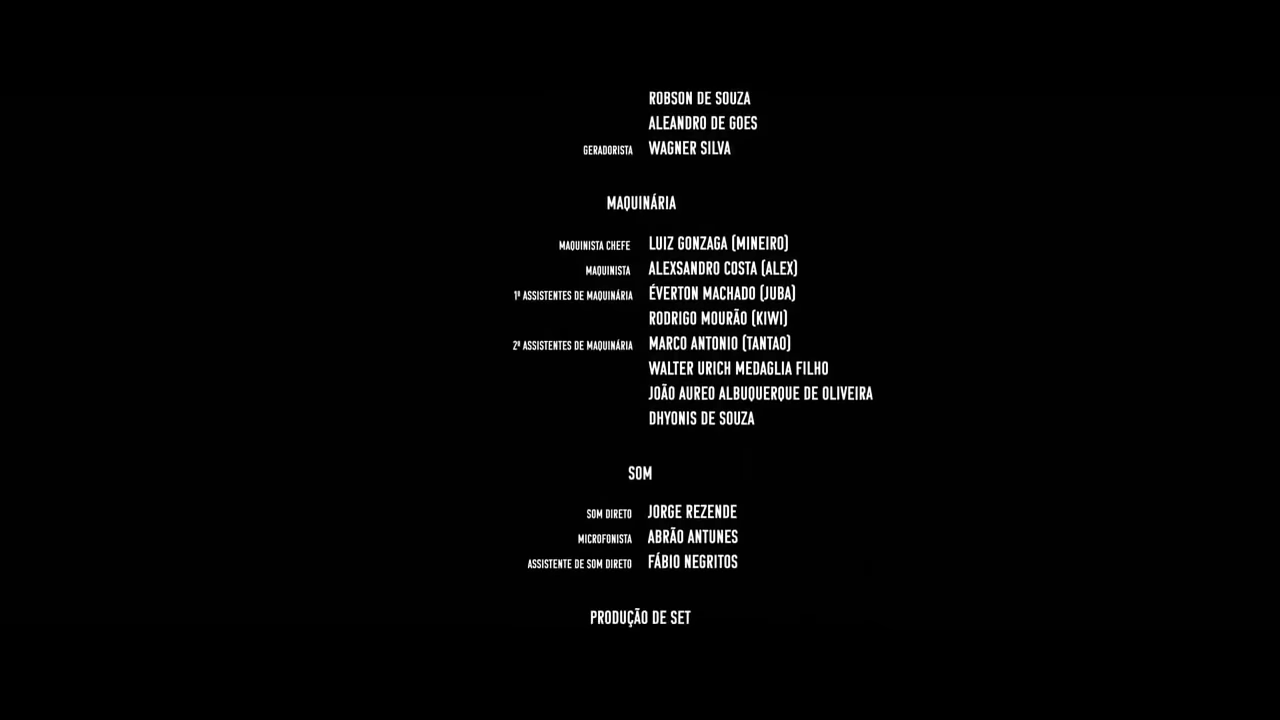 ROBSON DE SOUZA
ALEANDRO DE GOES
GERADORISTA WAGNER SILVA
MAQUINÁRIA
MAQUINISTA CHEFE LUIZ GONZAGA (MINEIRO)
MAQUINISTA ALEXSANDRO COSTA (ALEX)
1º ASSISTENTES DE MAQUINÁRIA ÉVERTON MACHADO (JUBA)
RODRIGO MOURÃO (KIWI)
2º ASSISTENTES DE MAQUINÁRIA MARCO ANTONIO (TANTAO)
WALTER URICH MEDAGLIA FILHO
JOÃO AUREO ALBUQUERQUE DE OLIVEIRA
DHYONIS DE SOUZA
SOM
SOM DIRETO JORGE REZENDE
MICROFONISTA ABRÃO ANTUNES
ASSISTENTE DE SOM DIRETO FÁBIO NEGRITOS
PRODUÇÃO DE SET